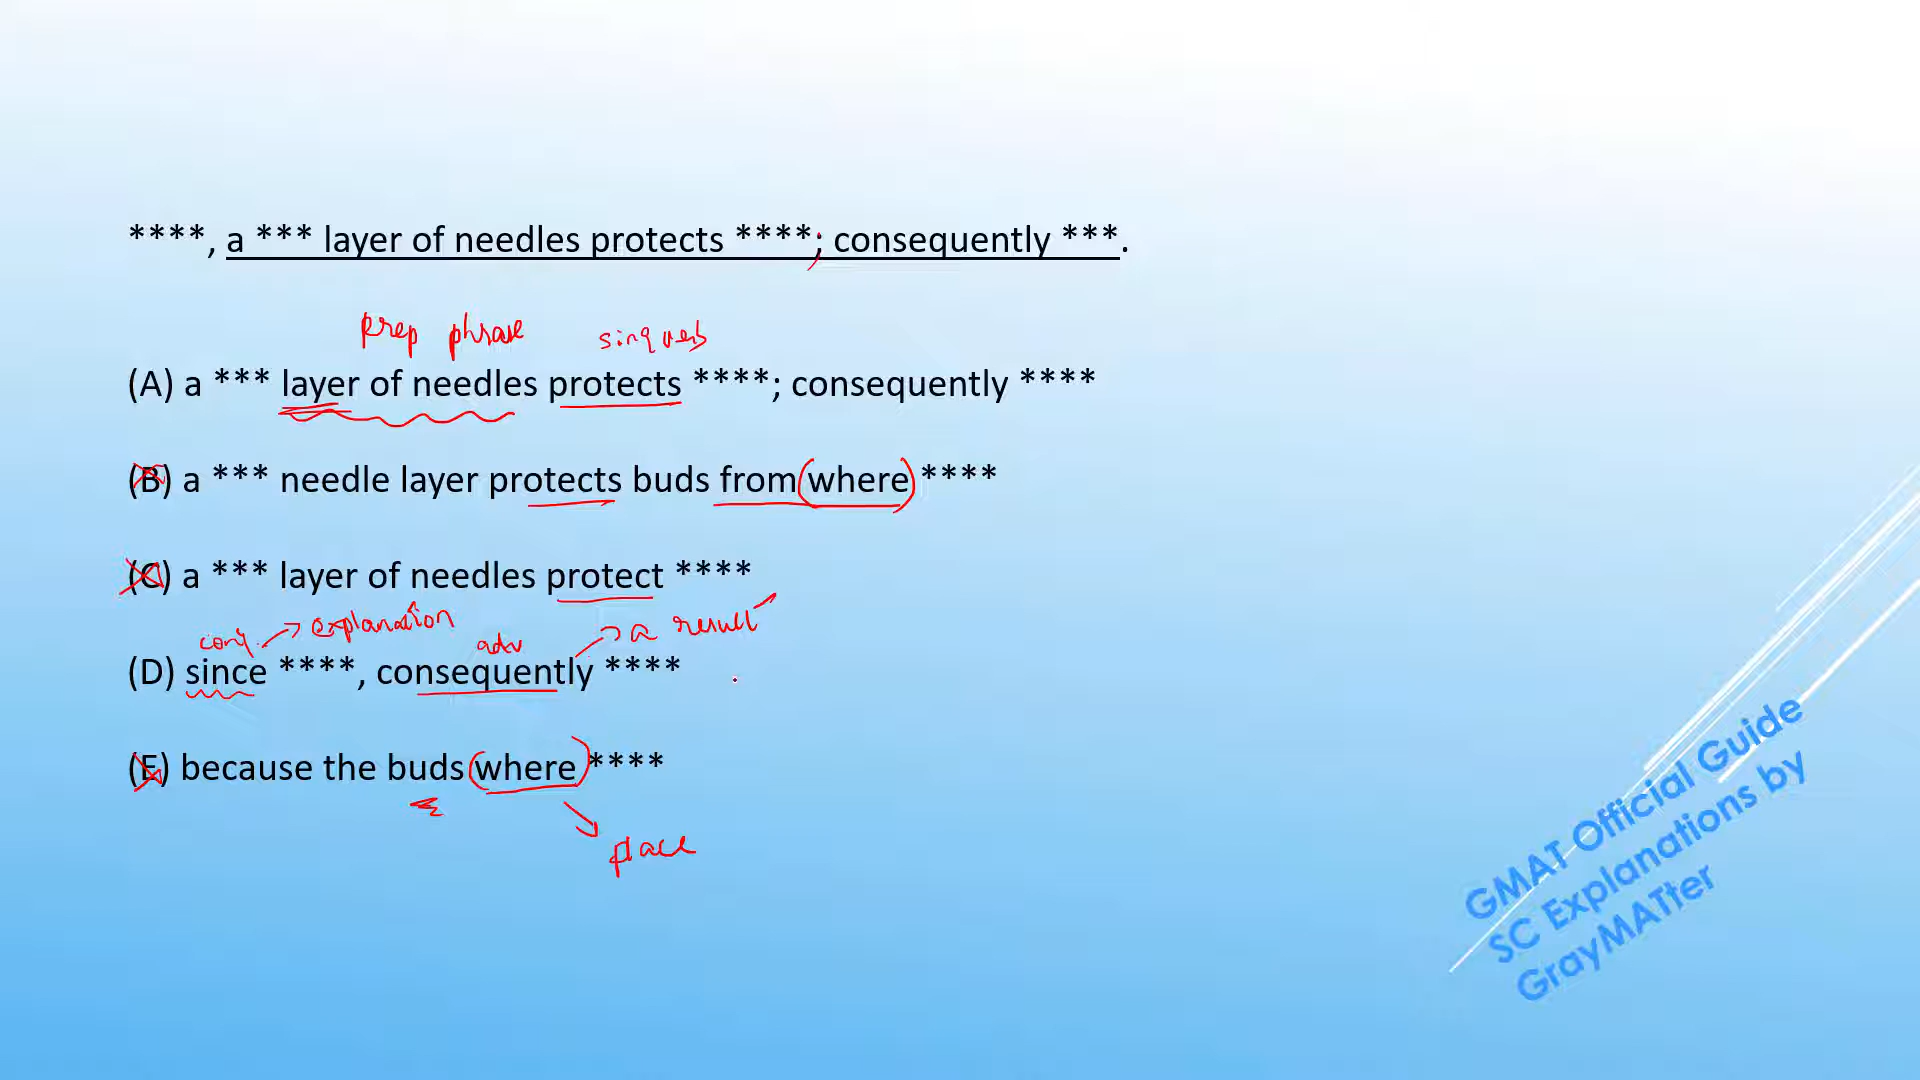 ****, a *** layer of needles protects ****; consequently ***.
prep phrase sing verb
(A) a *** layer of needles protects ****; consequently ****
(B) a *** needle layer protects buds from where ****
(C) a *** layer of needles protect ****
conj. explanation adv a result
(D) since ****, consequently ****
(E) because the buds where ****
place
GMAT Official Guide
SC Explanations by
GrayMATter